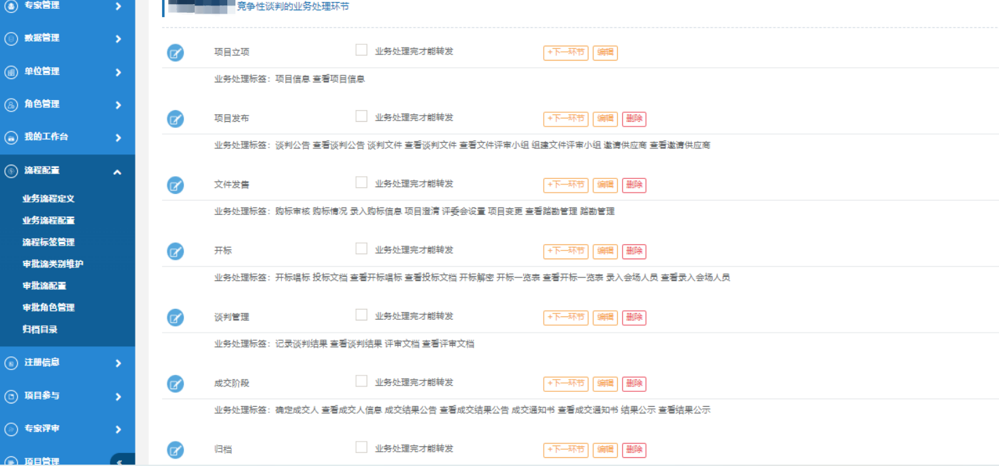 专家管理
数据管理
单位管理
角色管理
我的工作台
流程配置
业务流程定义
业务流程配置
流程标签管理
审批流类别维护
审批流配置
审批角色管理
归档目录
注册信息
项目参与
专家评审
项目管理
竞争性谈判的业务处理环节
项目立项 业务处理完才能转发 +下一环节 编辑
业务处理标签：项目信息 查看项目信息
项目发布 业务处理完才能转发 +下一环节 编辑 删除
业务处理标签：谈判公告 查看谈判公告 谈判文件 查看谈判文件 查看文件评审小组 组建文件评审小组 邀请供应商 查看邀请供应商
文件发售 业务处理完才能转发 +下一环节 编辑 删除
业务处理标签：购标审核 购标情况 录入购标信息 项目澄清 评委会设置 项目变更 查看踏勘管理 踏勘管理
开标 业务处理完才能转发 +下一环节 编辑 删除
业务处理标签：开标唱标 投标文档 查看开标唱标 查看投标文档 开标解密 开标一览表 查看开标一览表 录入会场人员 查看录入会场人员
谈判管理 业务处理完才能转发 +下一环节 编辑 删除
业务处理标签：记录谈判结果 查看谈判结果 评审文档 查看评审文档
成交阶段 业务处理完才能转发 +下一环节 编辑 删除
业务处理标签：确定成交人 查看成交人信息 成交结果公告 查看成交结果公告 成交通知书 查看成交通知书 结果公示 查看结果公示
归档 业务处理完才能转发 +下一环节 编辑 删除